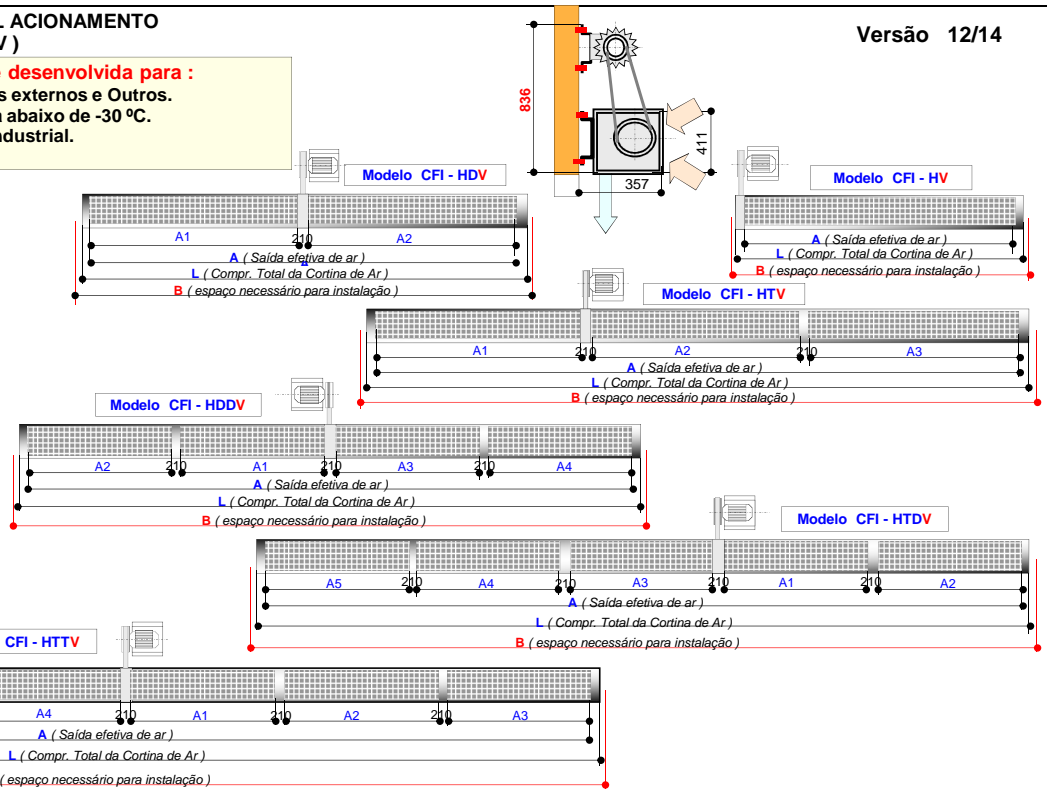 L ACIONAMENTO
V )
Versão 12/14
desenvolvida para :
s externos e Outros.
abaixo de -30 ºC.
ndustrial.
836
411
357
Modelo CFI - HDV
A1 210 A2
A ( Saída efetiva de ar )
L ( Compr. Total da Cortina de Ar )
B ( espaço necessário para instalação )
Modelo CFI - HV
A ( Saída efetiva de ar )
L ( Compr. Total da Cortina de Ar )
B ( espaço necessário para instalação )
Modelo CFI - HTV
A1 210 A2 210 A3
A ( Saída efetiva de ar )
L ( Compr. Total da Cortina de Ar )
B ( espaço necessário para instalação )
Modelo CFI - HDDV
A2 210 A1 210 A3 210 A4
A ( Saída efetiva de ar )
L ( Compr. Total da Cortina de Ar )
B ( espaço necessário para instalação )
Modelo CFI - HTDV
A5 210 A4 210 A3 210 A1 210 A2
A ( Saída efetiva de ar )
L ( Compr. Total da Cortina de Ar )
B ( espaço necessário para instalação )
CFI - HTTV
A4 210 A1 210 A2 210 A3
A ( Saída efetiva de ar )
L ( Compr. Total da Cortina de Ar )
( espaço necessário para instalação )